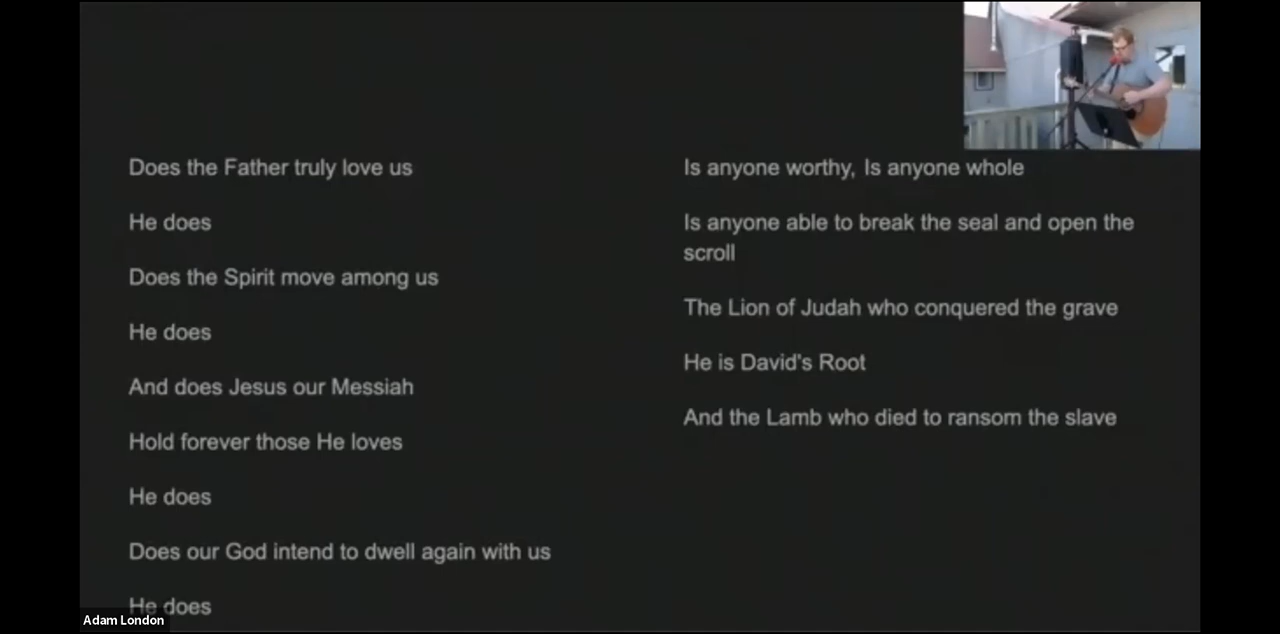 Does the Father truly love us
He does
Does the Spirit move among us
He does
And does Jesus our Messiah
Hold forever those He loves
He does
Does our God intend to dwell again with us
He does
Is anyone worthy, Is anyone whole
Is anyone able to break the seal and open the
scroll
The Lion of Judah who conquered the grave
He is David's Root
And the Lamb who died to ransom the slave
Adam London